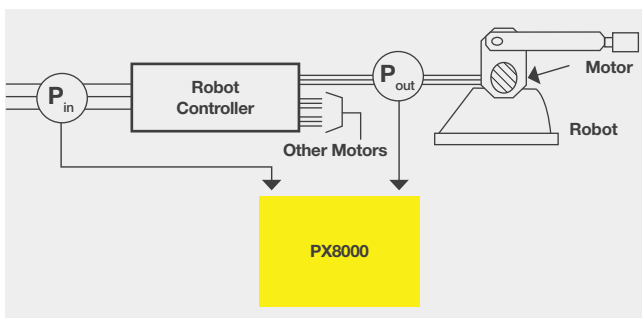 P in
Robot
Controller
P out
Motor
Robot
Other Motors
PX8000